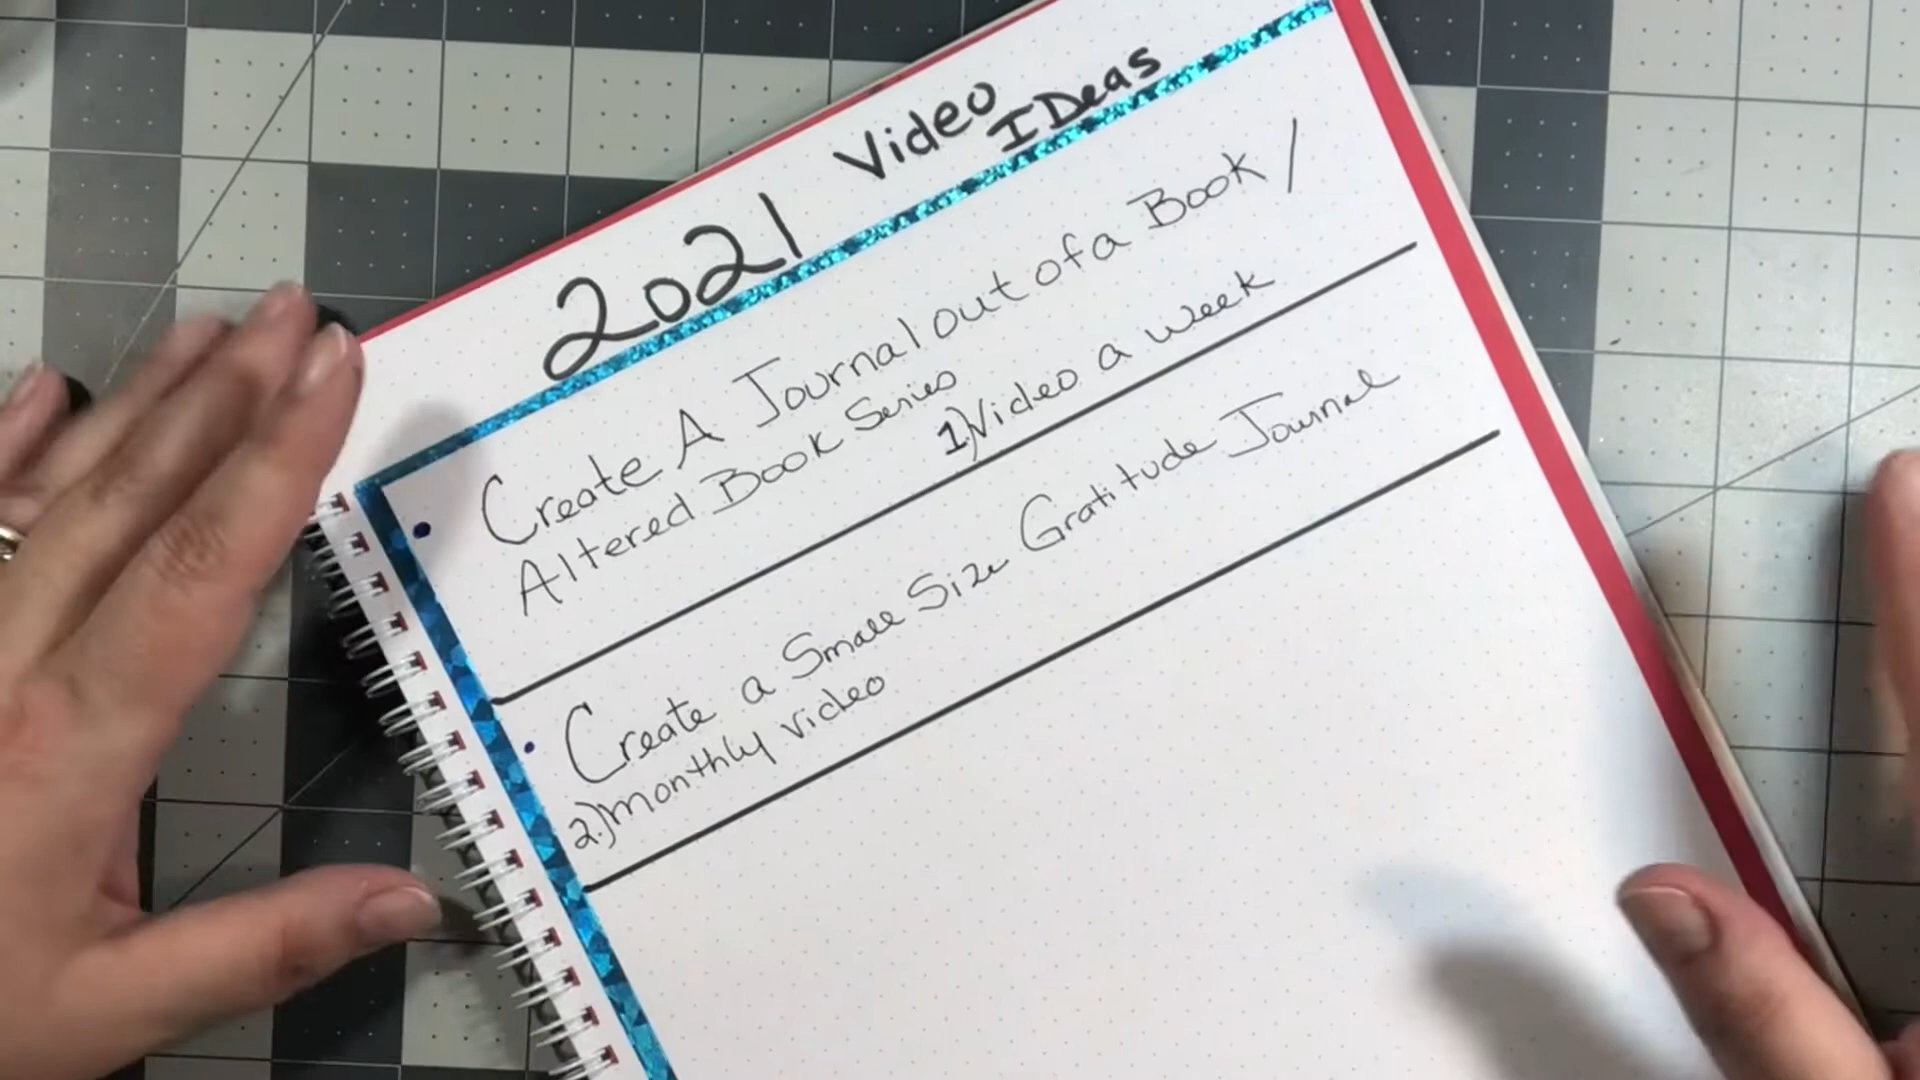 2021 Video IDeas
Create A Journal out of a Book /
Altered Book Series
1.) Video a week
Create a Small Size Gratitude Journal
2.) monthly video